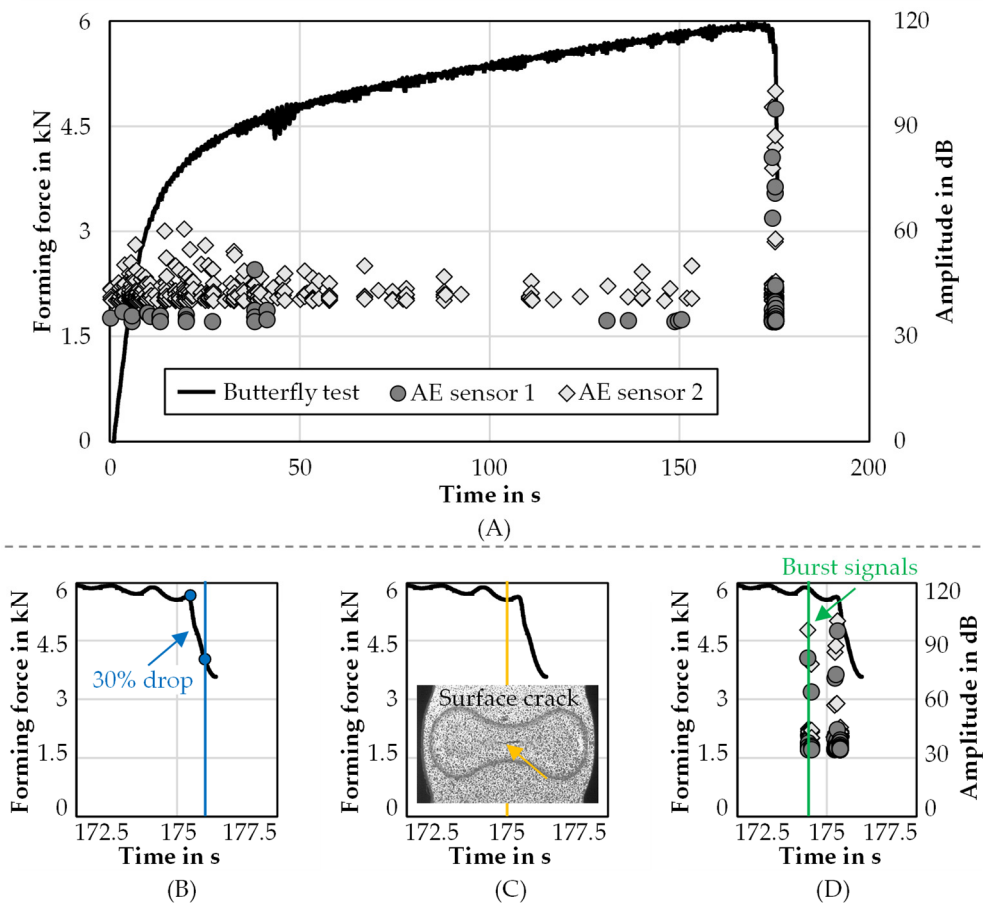 6
4.5
3
1.5
0
Forming force in kN
120
90
60
30
0
Amplitude in dB
Butterfly test
AE sensor 1
AE sensor 2
0
50
100
150
200
Time in s
(A)
6
4.5
3
1.5
0
Forming force in kN
30% drop
172.5
175
177.5
Time in s
(B)
6
4.5
3
1.5
0
Forming force in kN
Surface crack
172.5
175
177.5
Time in s
(C)
Burst signals
6
4.5
3
1.5
0
Forming force in kN
120
90
60
30
0
Amplitude in dB
172.5
175
177.5
Time in s
(D)